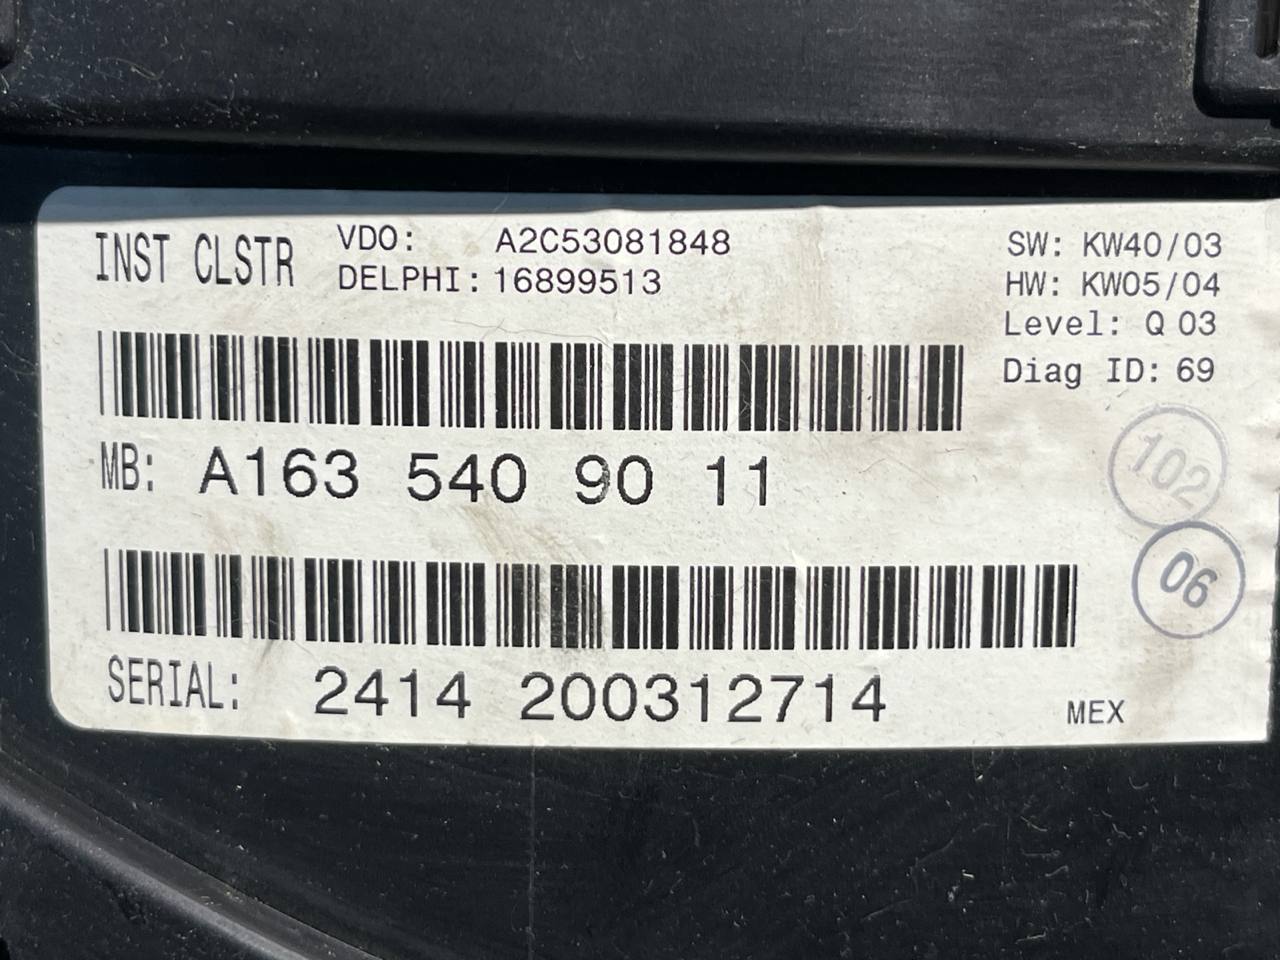 INST CLSTR
VDO: A2C53081848
DELPHI: 16899513
SW: KW40/03
HW: KW05/04
Level: Q 03
Diag ID: 69
MB: A163 540 90 11
102
06
SERIAL: 2414 200312714
MEX